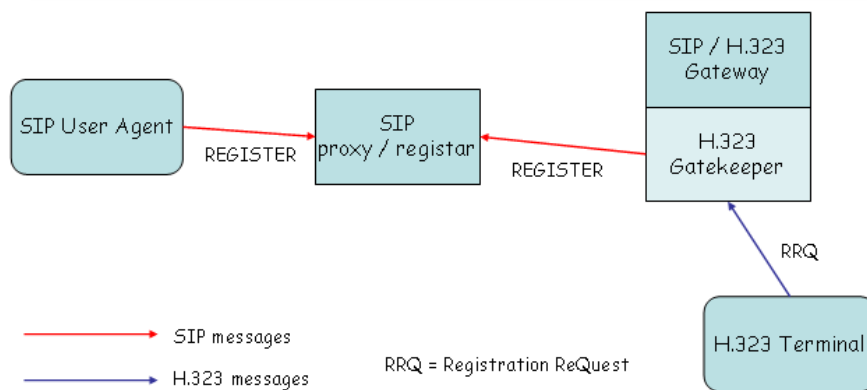 SIP / H.323
Gateway
SIP User Agent
SIP
proxy / registar
H.323
Gatekeeper
REGISTER
REGISTER
RRQ
SIP messages
H.323 Terminal
RRQ = Registration ReQuest
H.323 messages